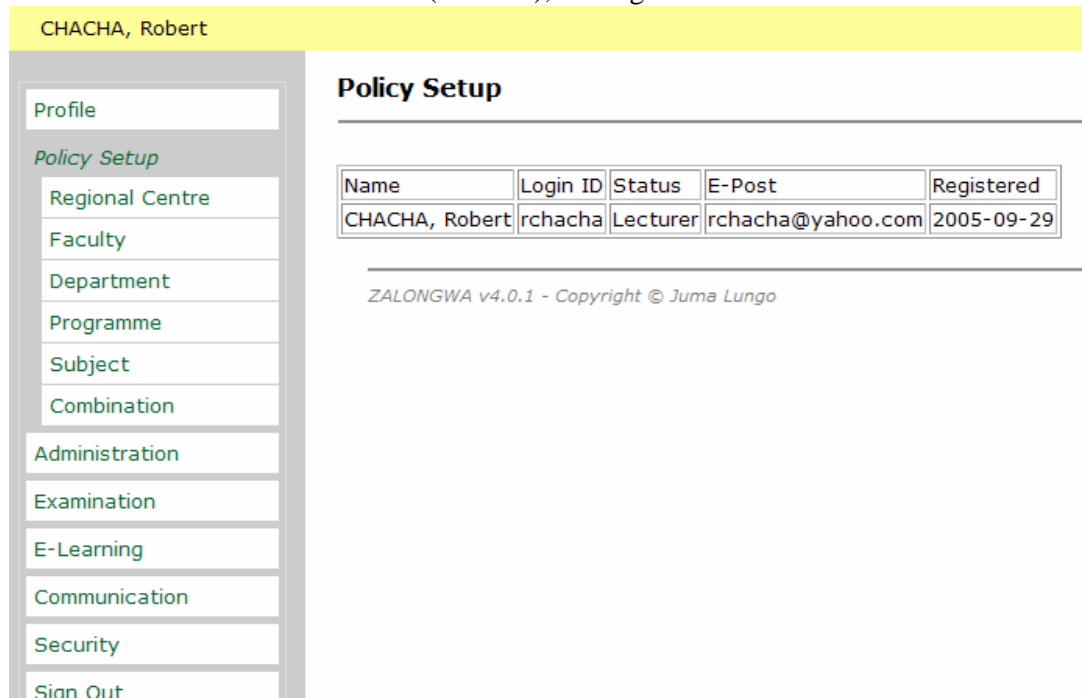 CHACHA, Robert
Profile
Policy Setup
Regional Centre
Faculty
Department
Programme
Subject
Combination
Administration
Examination
E-Learning
Communication
Security
Sign Out
Policy Setup
Name Login ID Status E-Post Registered
CHACHA, Robert rchacha Lecturer rchacha@yahoo.com 2005-09-29
ZALONGWA v4.0.1 - Copyright © Juma Lungo